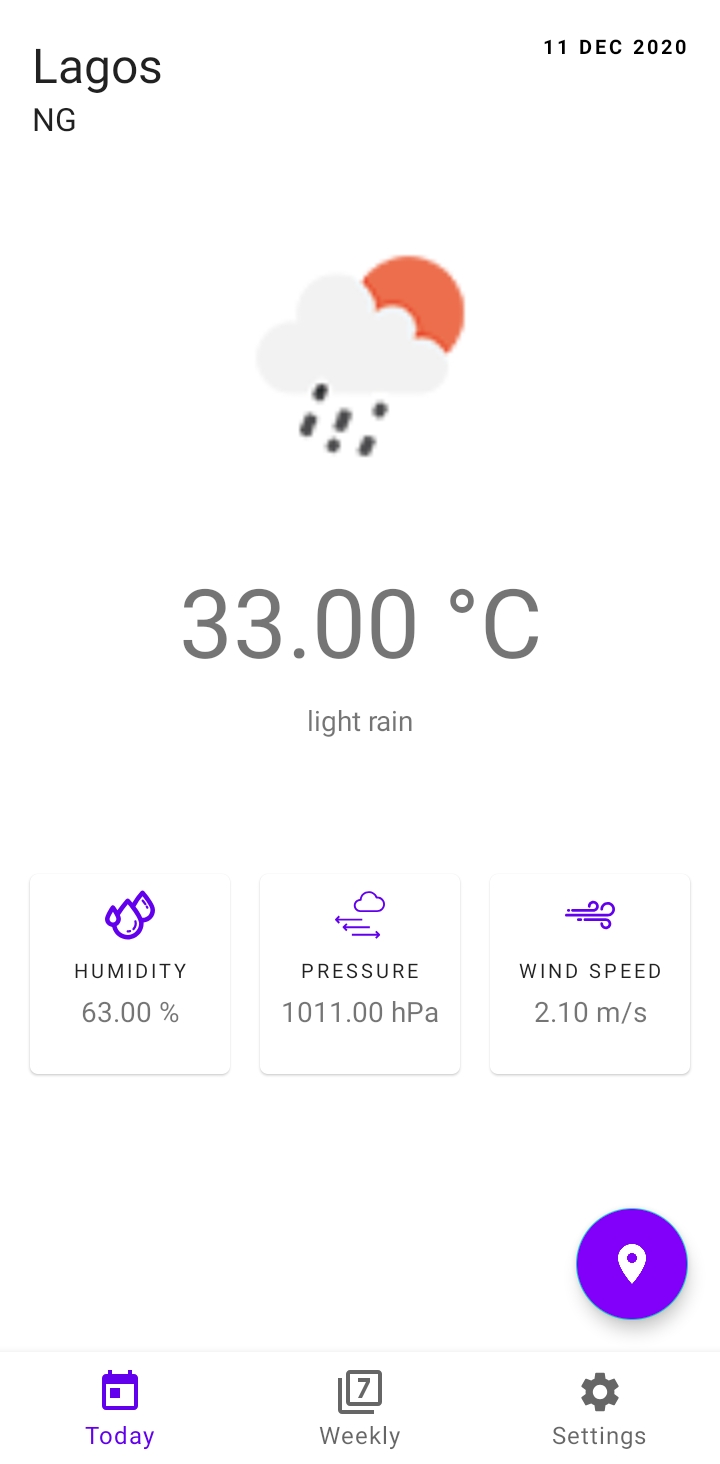 Lagos
11 DEC 2020
NG
33.00 °C
light rain
HUMIDITY
63.00 %
PRESSURE
1011.00 hPa
WIND SPEED
2.10 m/s
7
Today
Weekly
Settings